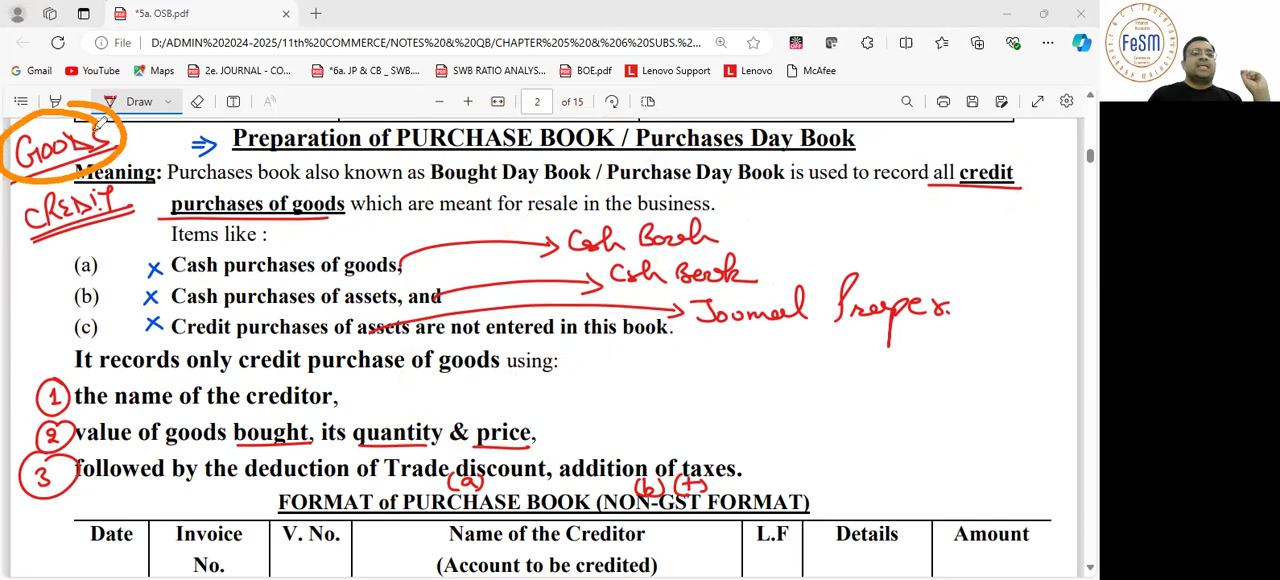 *5a. OSB.pdf
File D:/ADMIN%202024-2025/11th%20COMMERCE/NOTES%20&%20QB/CHAPTER%205%20&%206%20SUBS.%2...
Gmail YouTube Maps 2e. JOURNAL - CO... *6a. JP & CB _ SWB... SWB RATIO ANALYS... BOE.pdf Lenovo Support Lenovo McAfee
Draw 2 of 15
FeSM
GOODS
CREDIT
⇒ Preparation of PURCHASE BOOK / Purchases Day Book
Meaning: Purchases book also known as Bought Day Book / Purchase Day Book is used to record all credit
purchases of goods which are meant for resale in the business.
Items like :
(a) x Cash purchases of goods, Csh Book
(b) x Cash purchases of assets, and Csh Book
(c) x Credit purchases of assets are not entered in this book. Journal Proper.
It records only credit purchase of goods using:
1 the name of the creditor,
2 value of goods bought, its quantity & price,
3 followed by the deduction of Trade discount, addition of taxes.
(a) (b) (+)
FORMAT of PURCHASE BOOK (NON-GST FORMAT)
Date Invoice V. No. Name of the Creditor L.F Details Amount
No. (Account to be credited)